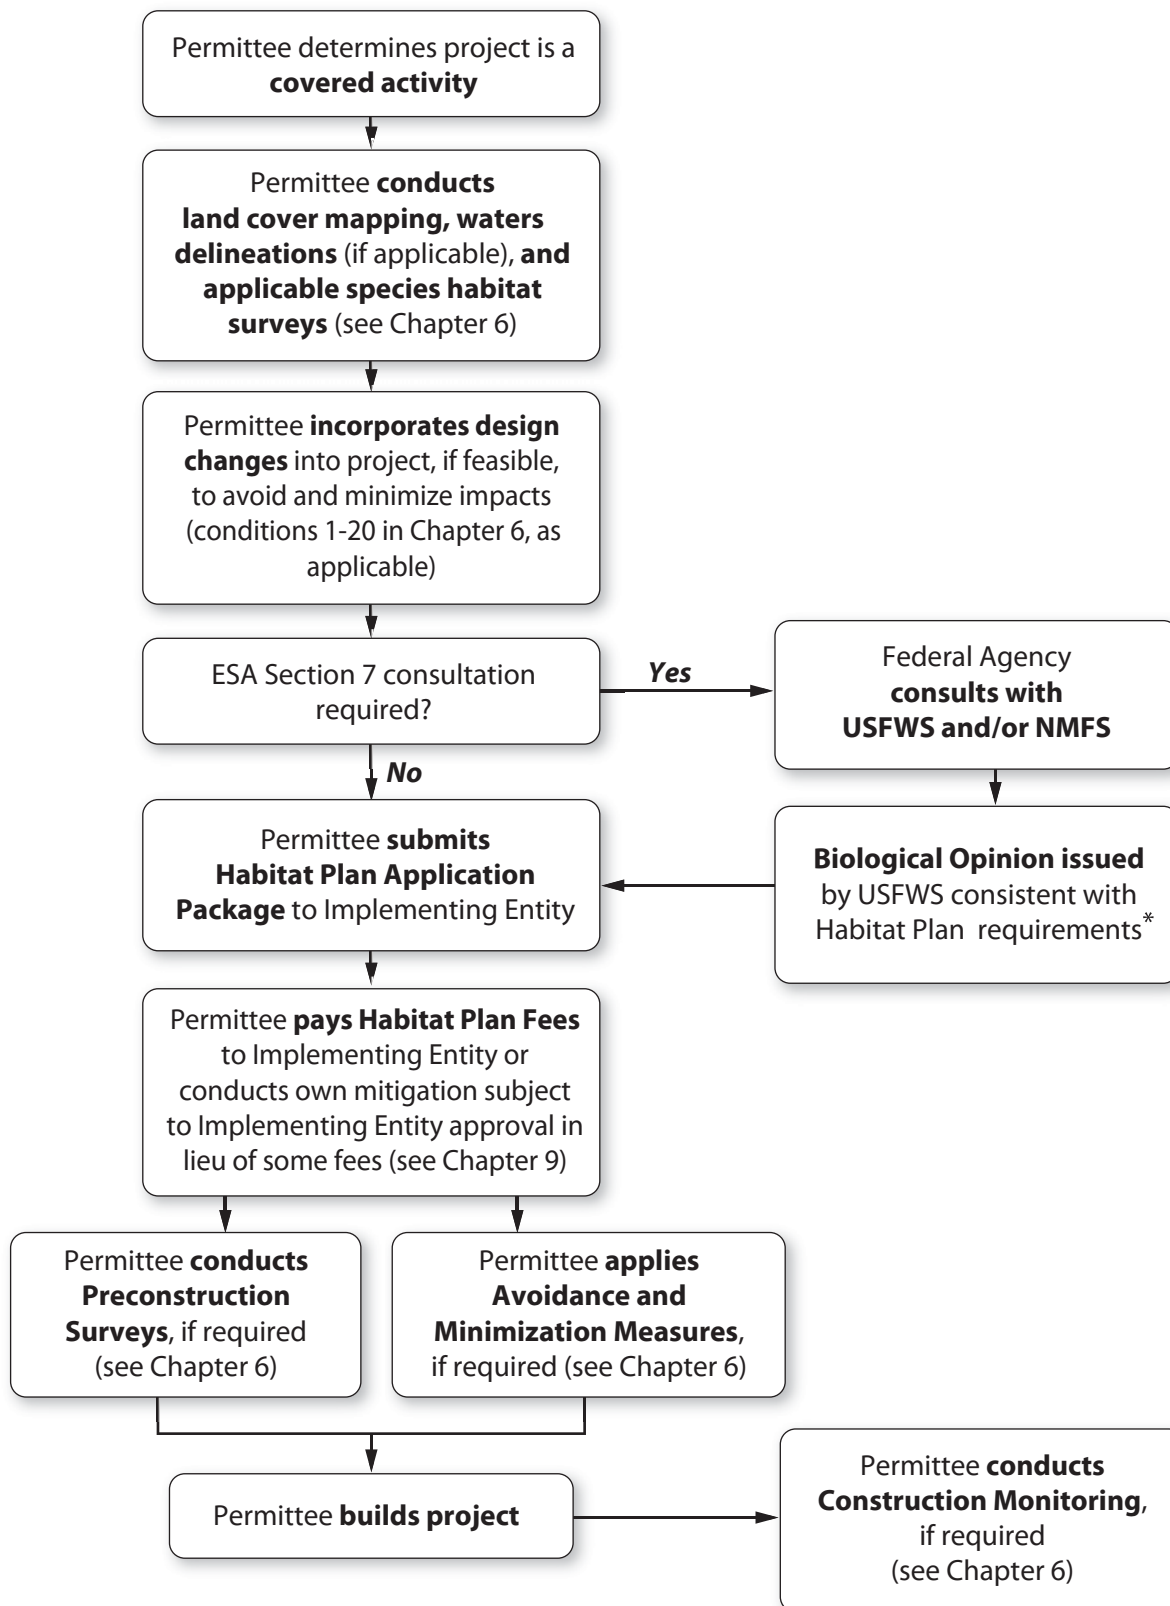 Permittee determines project is a
covered activity
Permittee conducts
land cover mapping, waters
delineations (if applicable), and
applicable species habitat
surveys (see Chapter 6)
Permittee incorporates design
changes into project, if feasible,
to avoid and minimize impacts
(conditions 1-20 in Chapter 6, as
applicable)
ESA Section 7 consultation
required?
Yes
Federal Agency
consults with
USFWS and/or NMFS
No
Permittee submits
Habitat Plan Application
Package to Implementing Entity
Biological Opinion issued
by USFWS consistent with
Habitat Plan requirements*
Permittee pays Habitat Plan Fees
to Implementing Entity or
conducts own mitigation subject
to Implementing Entity approval in
lieu of some fees (see Chapter 9)
Permittee conducts
Preconstruction
Surveys, if required
(see Chapter 6)
Permittee applies
Avoidance and
Minimization Measures,
if required (see Chapter 6)
Permittee builds project
Permittee conducts
Construction Monitoring,
if required
(see Chapter 6)